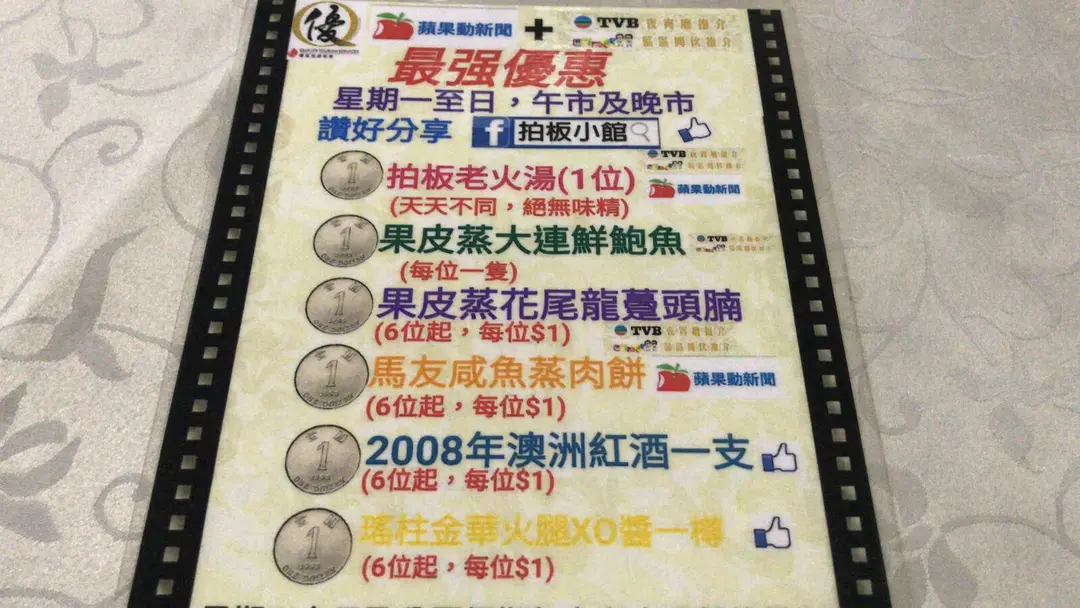 優
QUALITY TOURISM SERVICES
蘋果動新聞 + TVB
最强優惠
星期一至日，午市及晚市
讚好分享 f 拍板小館
拍板老火湯(1位)
TVB
蘋果動新聞
(天天不同，絕無味精)
果皮蒸大連鮮鮑魚
TVB
(每位一隻)
果皮蒸花尾龍躉頭腩
(6位起，每位$1)
TVB
馬友咸魚蒸肉餅
蘋果動新聞
(6位起，每位$1)
2008年澳洲紅酒一支
(6位起，每位$1)
瑤柱金華火腿XO醬一樽
(6位起，每位$1)